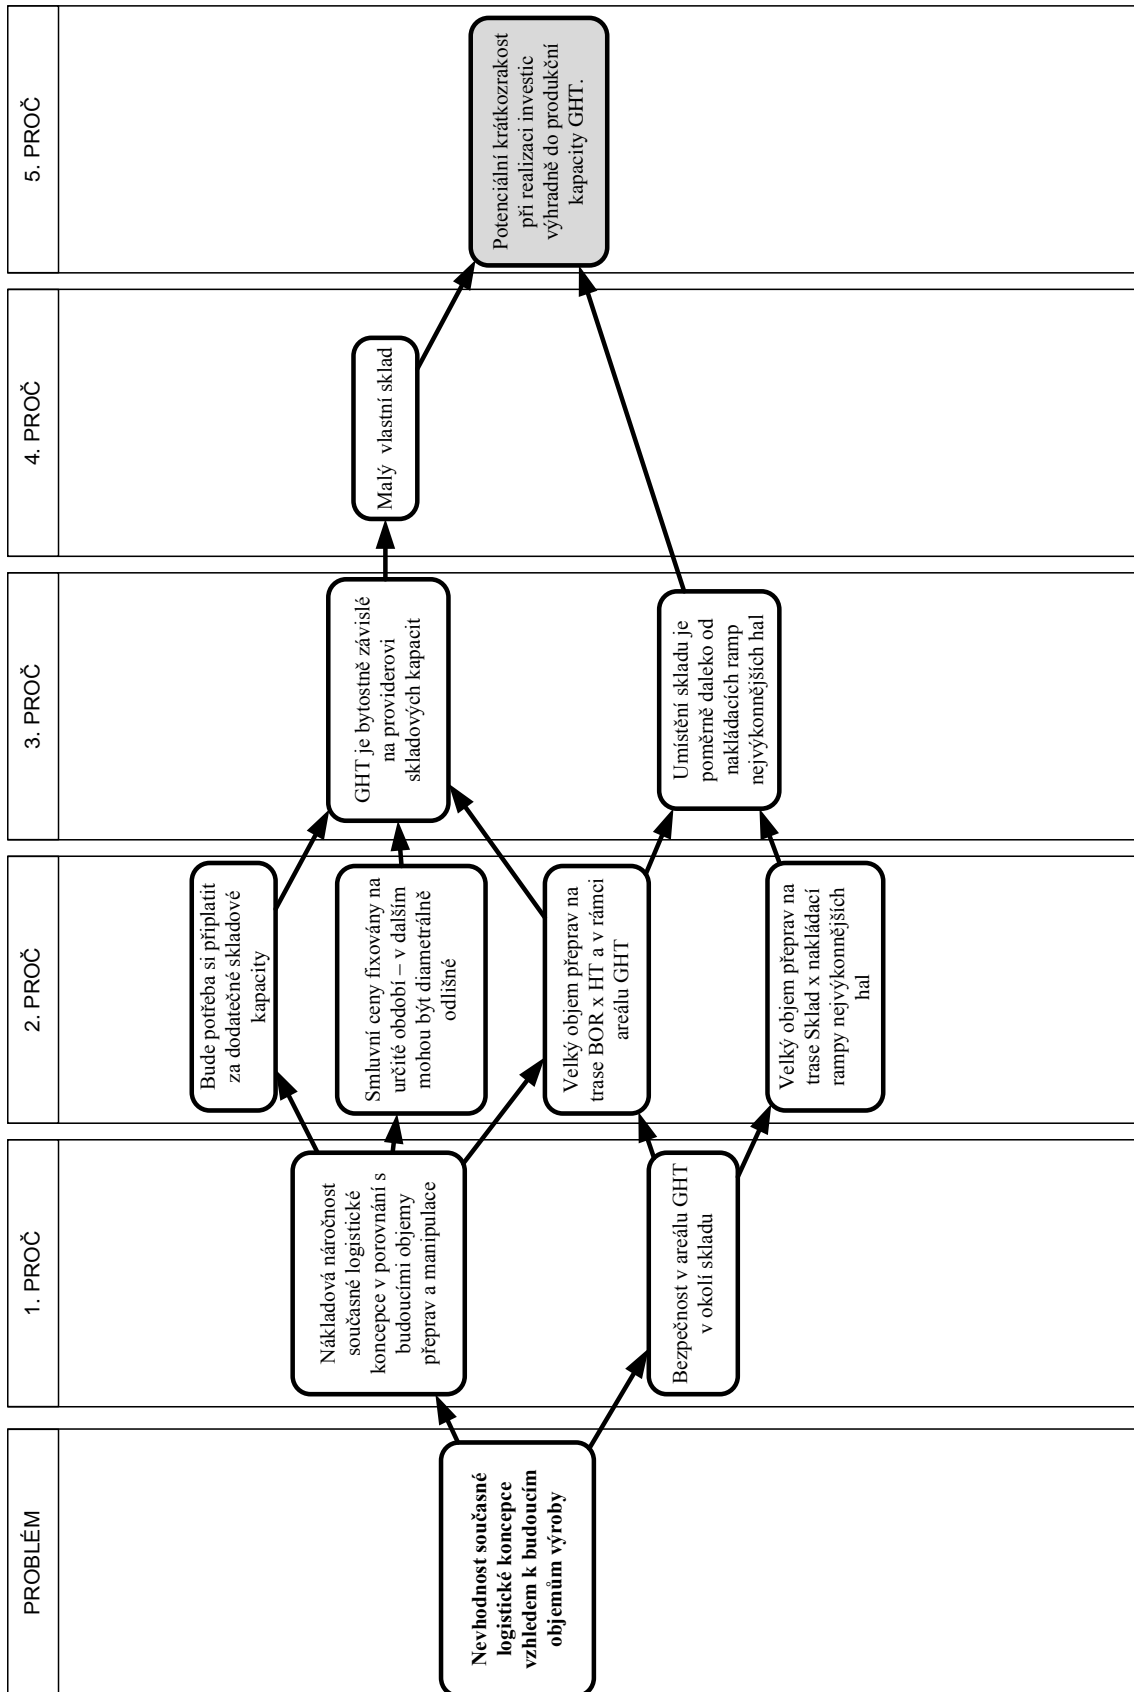 PROBLÉM
Nevhodnost současné
logistické koncepce
vzhledem k budoucím
objemům výroby
1. PROČ
Nákladová náročnost
současné logistické
koncepce v porovnání s
budoucími objemy
přeprav a manipulace
Bezpečnost v areálu GHT
v okolí skladu
2. PROČ
Bude potřeba si připlatit
za dodatečné skladové
kapacity
Smluvní ceny fixovány na
určité období – v dalším
mohou být diametrálně
odlišné
Velký objem přeprav na
trase BOR x HT a v rámci
areálu GHT
Velký objem přeprav na
trase Sklad x nakládací
rampy nejvýkonnějších
hal
3. PROČ
GHT je bytostně závislé
na providerovi
skladových kapacit
Umístění skladu je
poměrně daleko od
nakládacích ramp
nejvýkonnějších hal
4. PROČ
Malý vlastní sklad
5. PROČ
Potenciální krátkozrakost
při realizaci investic
výhradně do produkční
kapacity GHT.